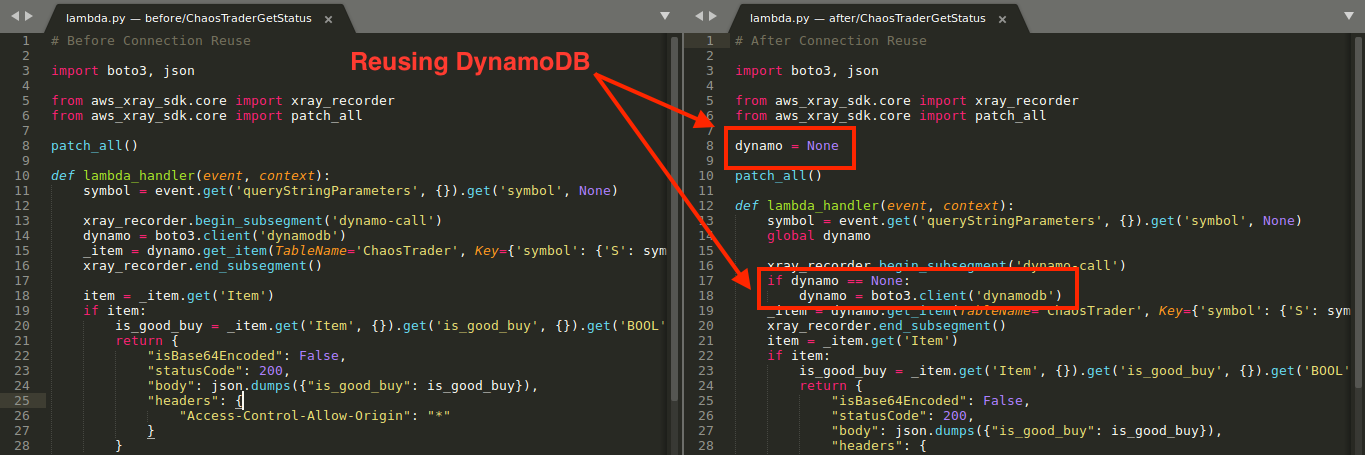 lambda.py — before/ChaosTraderGetStatus
Reusing DynamoDB
1 # Before Connection Reuse
2
3 import boto3, json
4
5 from aws_xray_sdk.core import xray_recorder
6 from aws_xray_sdk.core import patch_all
7
8 patch_all()
9
10 def lambda_handler(event, context):
11 symbol = event.get('queryStringParameters', {}).get('symbol', None)
12
13 xray_recorder.begin_subsegment('dynamo-call')
14 dynamo = boto3.client('dynamodb')
15 _item = dynamo.get_item(TableName='ChaosTrader', Key={'symbol': {'S': sym
16 xray_recorder.end_subsegment()
17
18 item = _item.get('Item')
19 if item:
20 is_good_buy = _item.get('Item', {}).get('is_good_buy', {}).get('BOOL'
21 return {
22 "isBase64Encoded": False,
23 "statusCode": 200,
24 "body": json.dumps({"is_good_buy": is_good_buy}),
25 "headers": {
26 "Access-Control-Allow-Origin": "*"
27 }
28 }
lambda.py — after/ChaosTraderGetStatus
1 # After Connection Reuse
2
3 import boto3, json
4
5 from aws_xray_sdk.core import xray_recorder
6 from aws_xray_sdk.core import patch_all
7
8 dynamo = None
9
10 patch_all()
11
12 def lambda_handler(event, context):
13 symbol = event.get('queryStringParameters', {}).get('symbol', None)
14 global dynamo
15
16 xray_recorder.begin_subsegment('dynamo-call')
17 if dynamo == None:
18 dynamo = boto3.client('dynamodb')
19 _item = dynamo.get_item(TableName='ChaosTrader', Key={'symbol': {'S': sym
20 xray_recorder.end_subsegment()
21 item = _item.get('Item')
22 if item:
23 is_good_buy = _item.get('Item', {}).get('is_good_buy', {}).get('BOOL'
24 return {
25 "isBase64Encoded": False,
26 "statusCode": 200,
27 "body": json.dumps({"is_good_buy": is_good_buy}),
28 "headers": {